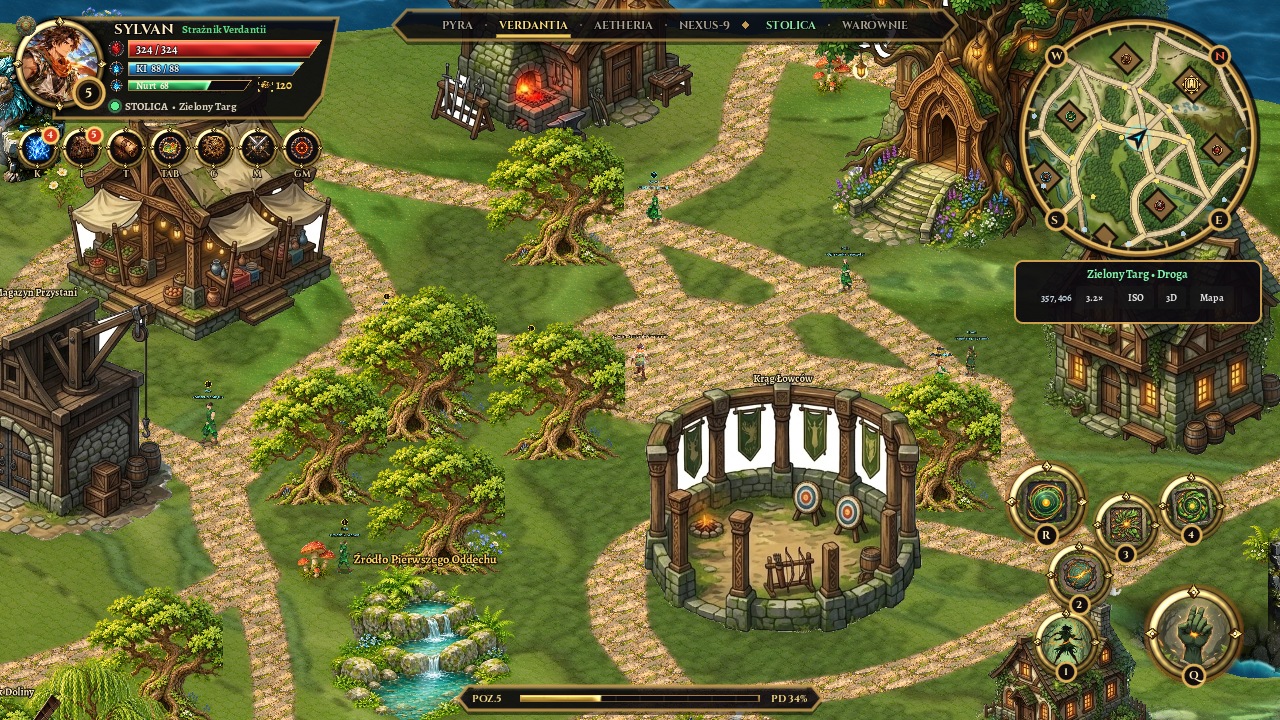 SYLVAN Strażnik Verdantii
324 / 324
KI 88 / 88
Nurt 68
120
5
STOLICA • Zielony Targ
4
5
K
I
T
TAB
G
M
GM
PYRA · VERDANTIA · AETHERIA · NEXUS-9 ◆ STOLICA · WAROWNIE
W
N
S
E
Zielony Targ • Droga
357,406 3.2× ISO 3D Mapa
Magazyn Przystani
Krąg Łowców
Źródło Pierwszego Oddechu
Doliny
R
3
4
2
1
Q
POZ.5
PD 34%